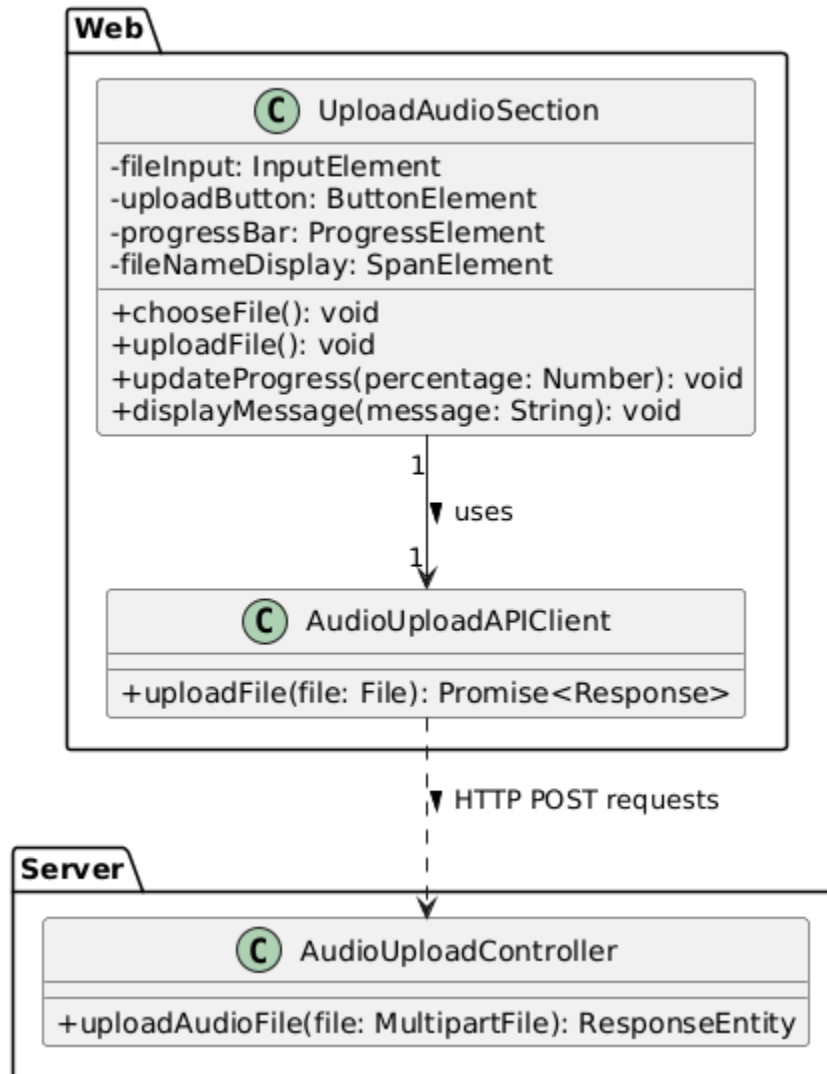 Web
C UploadAudioSection
-fileInput: InputElement
-uploadButton: ButtonElement
-progressBar: ProgressElement
-fileNameDisplay: SpanElement
+chooseFile(): void
+uploadFile(): void
+updateProgress(percentage: Number): void
+displayMessage(message: String): void
1
uses
1
C AudioUploadAPIClient
+uploadFile(file: File): Promise<Response>
HTTP POST requests
Server
C AudioUploadController
+uploadAudioFile(file: MultipartFile): ResponseEntity